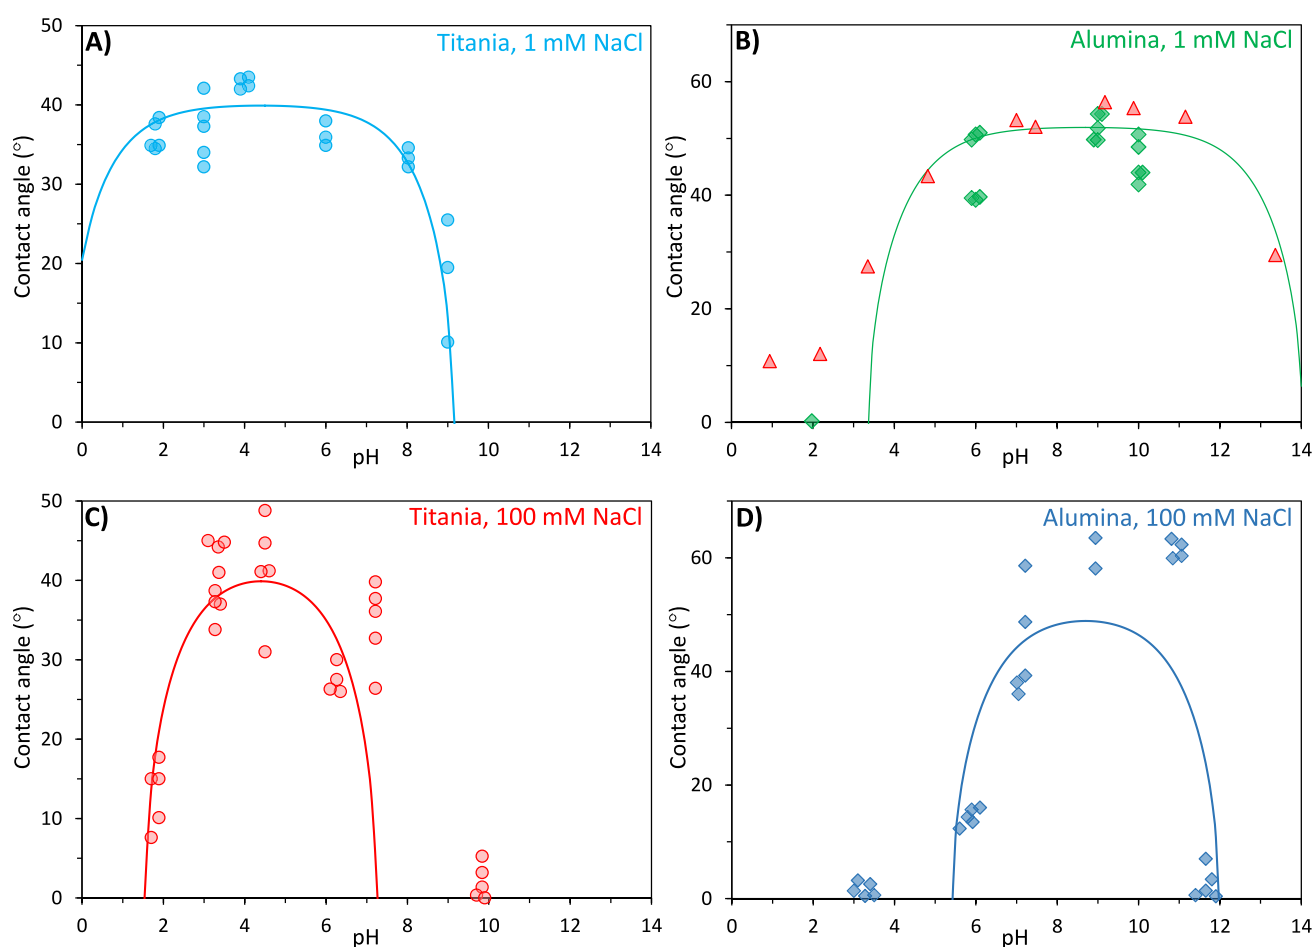 A) Titania, 1 mM NaCl
50
40
30
20
10
0
Contact angle (°)
0 2 4 6 8 10 12 14
pH
B) Alumina, 1 mM NaCl
60
40
20
0
Contact angle (°)
0 2 4 6 8 10 12 14
pH
C) Titania, 100 mM NaCl
50
40
30
20
10
0
Contact angle (°)
0 2 4 6 8 10 12 14
pH
D) Alumina, 100 mM NaCl
60
40
20
0
Contact angle (°)
0 2 4 6 8 10 12 14
pH